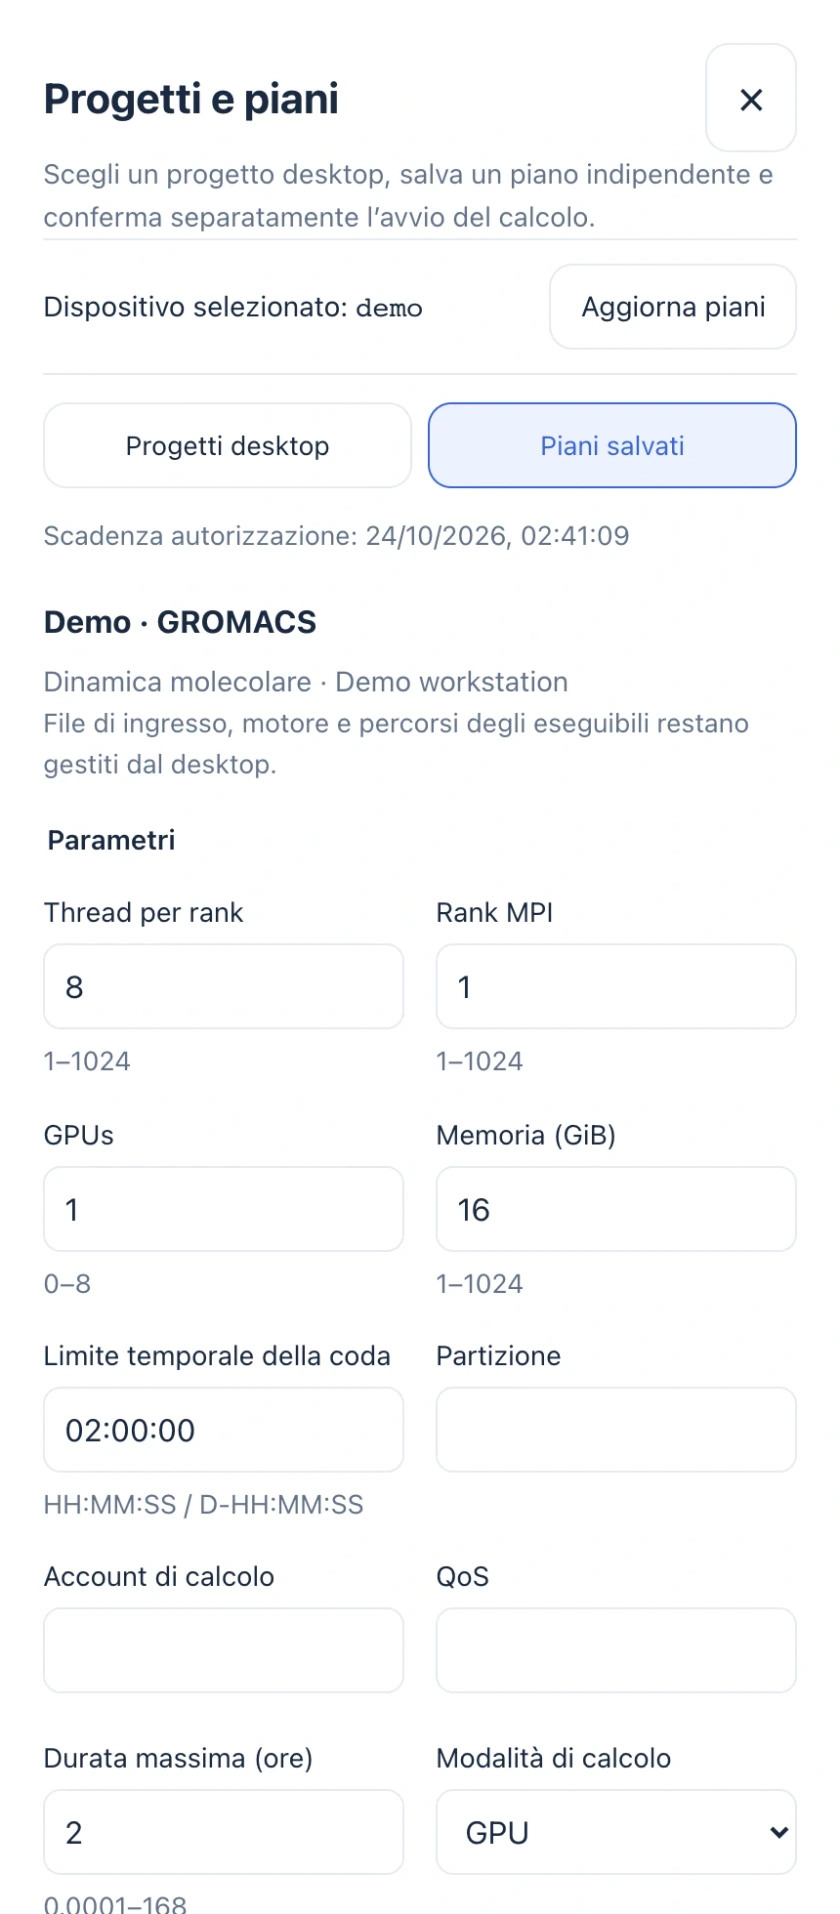 Progetti e piani
Scegli un progetto desktop, salva un piano indipendente e
conferma separatamente l’avvio del calcolo.
Dispositivo selezionato: demo
Aggiorna piani
Progetti desktop
Piani salvati
Scadenza autorizzazione: 24/10/2026, 02:41:09
Demo · GROMACS
Dinamica molecolare · Demo workstation
File di ingresso, motore e percorsi degli eseguibili restano
gestiti dal desktop.
Parametri
Thread per rank
8
1–1024
Rank MPI
1
1–1024
GPUs
1
0–8
Memoria (GiB)
16
1–1024
Limite temporale della coda
02:00:00
HH:MM:SS / D-HH:MM:SS
Partizione
Account di calcolo
QoS
Durata massima (ore)
2
0.0001–168
Modalità di calcolo
GPU